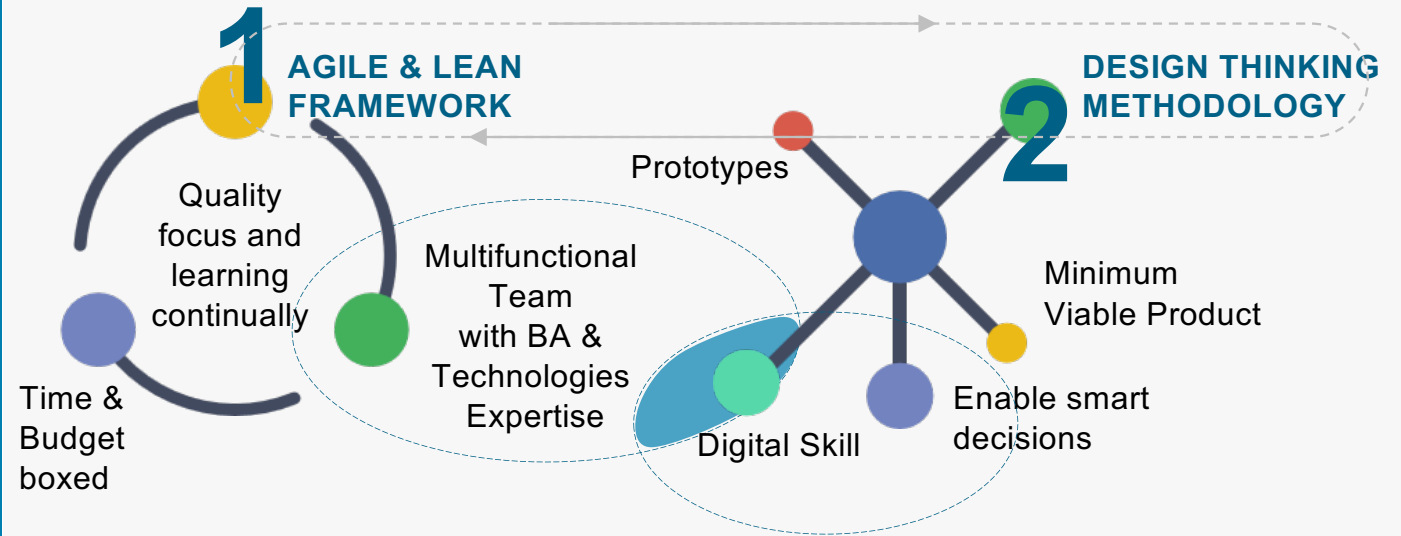 1
AGILE & LEAN
FRAMEWORK
Quality
focus and
learning
continually
Time &
Budget
boxed
Multifunctional
Team
with BA &
Technologies
Expertise
2
DESIGN THINKING
METHODOLOGY
Prototypes
Minimum
Viable Product
Enable smart
decisions
Digital Skill